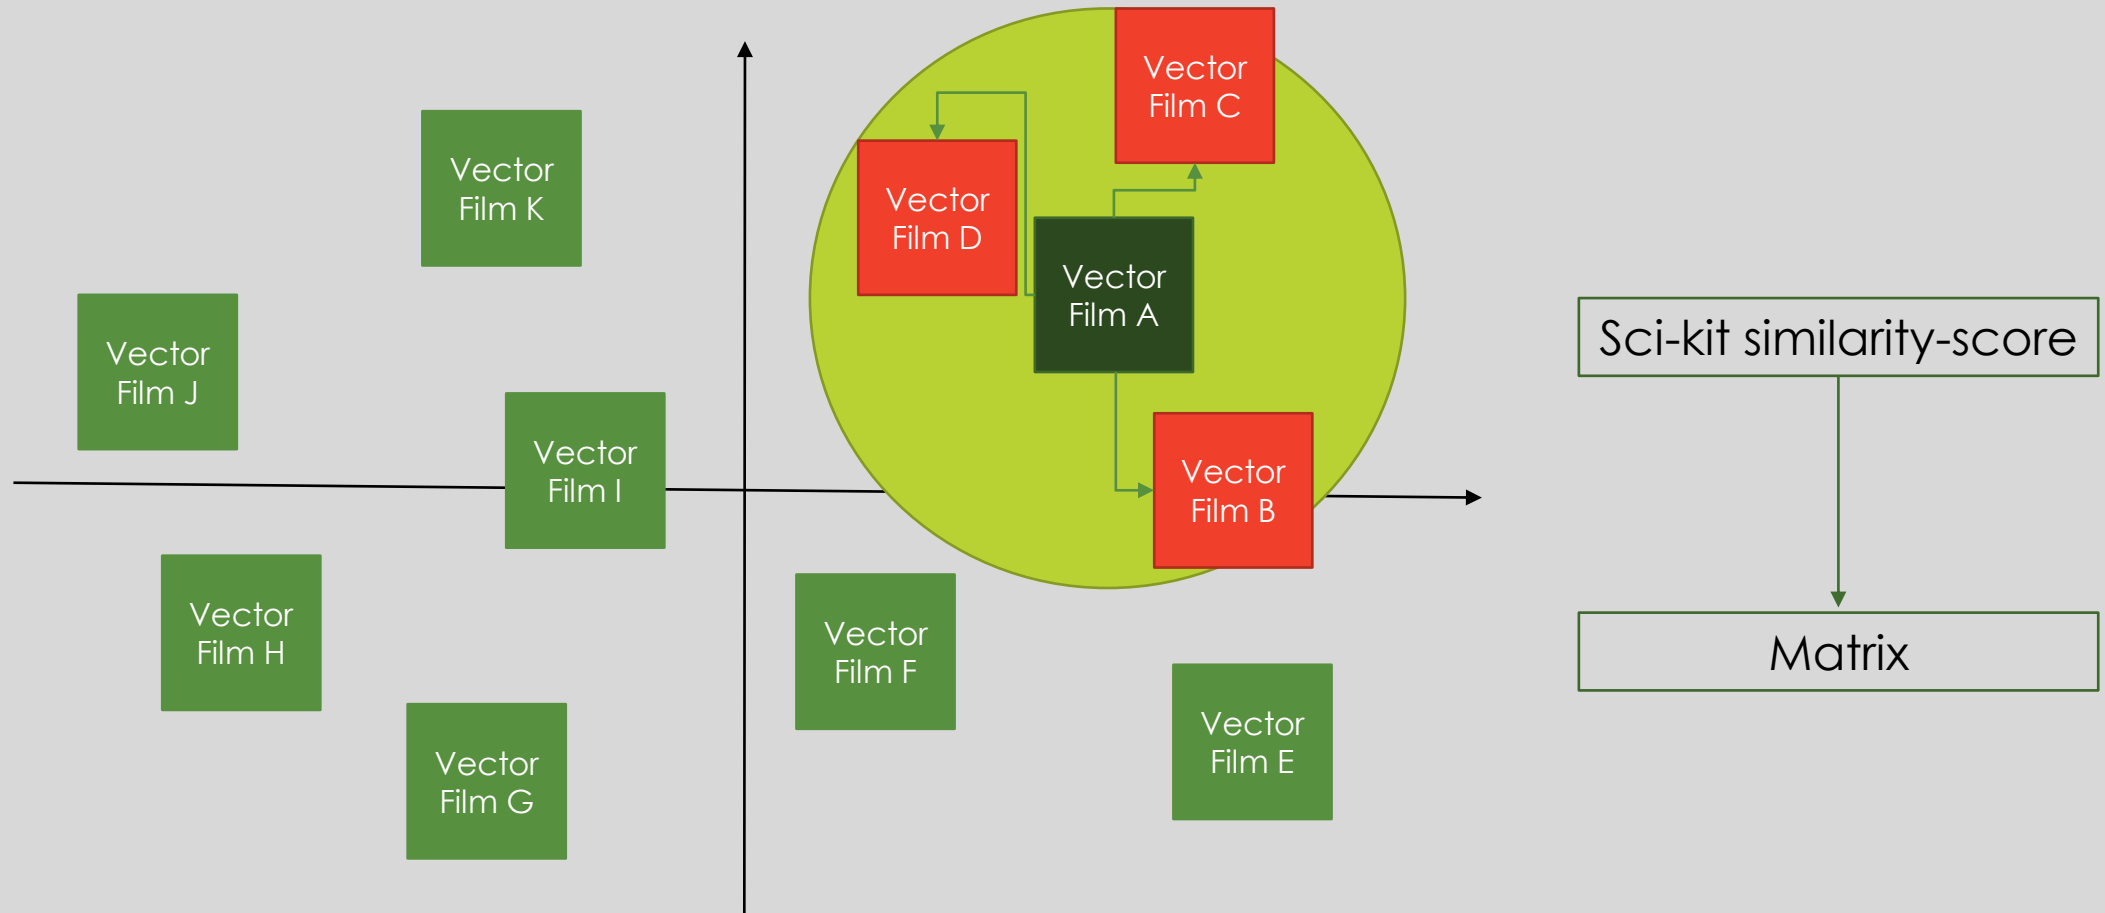 Vector
Film C
Vector
Film K
Vector
Film D
Vector
Film A
Vector
Film J
Sci-kit similarity-score
Vector
Film I
Vector
Film B
Vector
Film H
Vector
Film F
Matrix
Vector
Film E
Vector
Film G